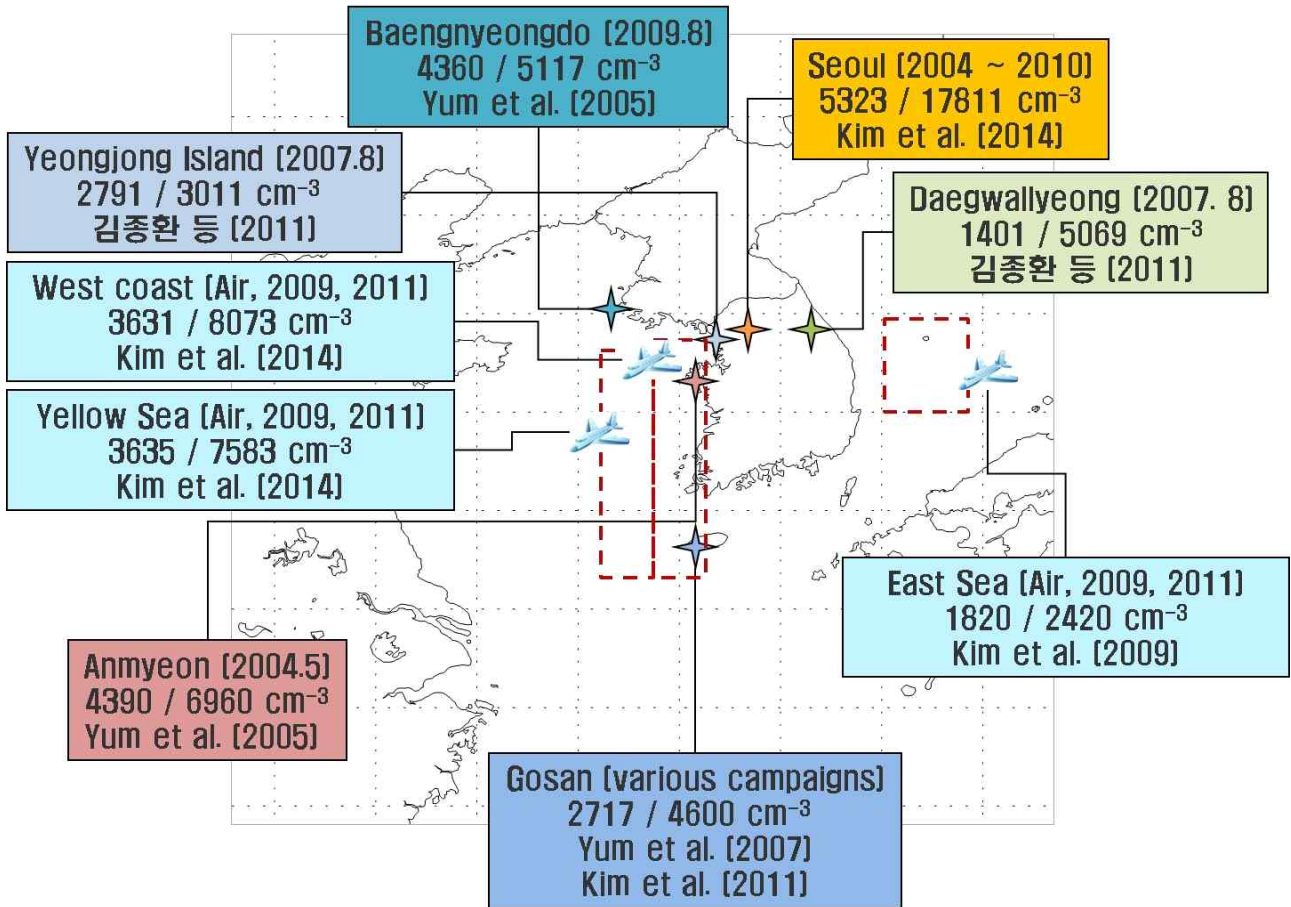 Baengnyeongdo (2009.8)
4360 / 5117 cm⁻³
Yum et al. (2005)
Seoul (2004 ~ 2010)
5323 / 17811 cm⁻³
Kim et al. (2014)
Yeongjong Island (2007.8)
2791 / 3011 cm⁻³
김종환 등 (2011)
Daegwallyeong (2007. 8)
1401 / 5069 cm⁻³
김종환 등 (2011)
West coast (Air, 2009, 2011)
3631 / 8073 cm⁻³
Kim et al. (2014)
Yellow Sea (Air, 2009, 2011)
3635 / 7583 cm⁻³
Kim et al. (2014)
East Sea (Air, 2009, 2011)
1820 / 2420 cm⁻³
Kim et al. (2009)
Anmyeon (2004.5)
4390 / 6960 cm⁻³
Yum et al. (2005)
Gosan (various campaigns)
2717 / 4600 cm⁻³
Yum et al. (2007)
Kim et al. (2011)